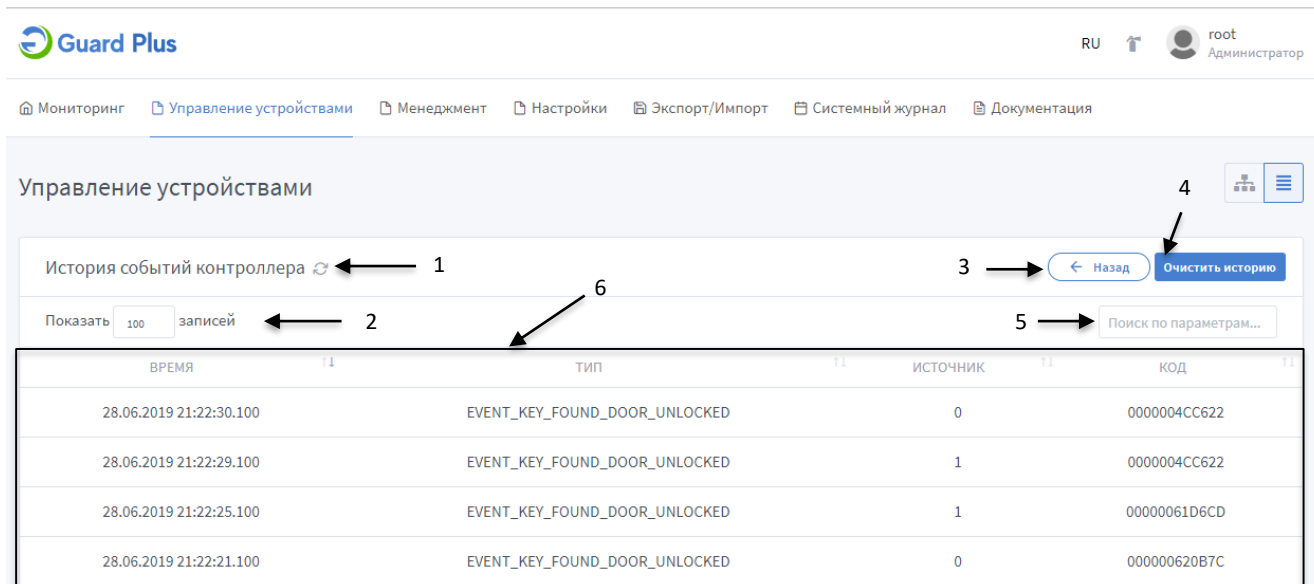 Guard Plus
RU
root
Администратор
Мониторинг Управление устройствами Менеджмент Настройки Экспорт/Импорт Системный журнал Документация
Управление устройствами
4
История событий контроллера 1 3 Назад Очистить историю
6
Показать 100 записей 2 5 Поиск по параметрам...
ВРЕМЯ ТИП ИСТОЧНИК КОД
28.06.2019 21:22:30.100 EVENT_KEY_FOUND_DOOR_UNLOCKED 0 0000004CC622
28.06.2019 21:22:29.100 EVENT_KEY_FOUND_DOOR_UNLOCKED 1 0000004CC622
28.06.2019 21:22:25.100 EVENT_KEY_FOUND_DOOR_UNLOCKED 1 00000061D6CD
28.06.2019 21:22:21.100 EVENT_KEY_FOUND_DOOR_UNLOCKED 0 000000620B7C